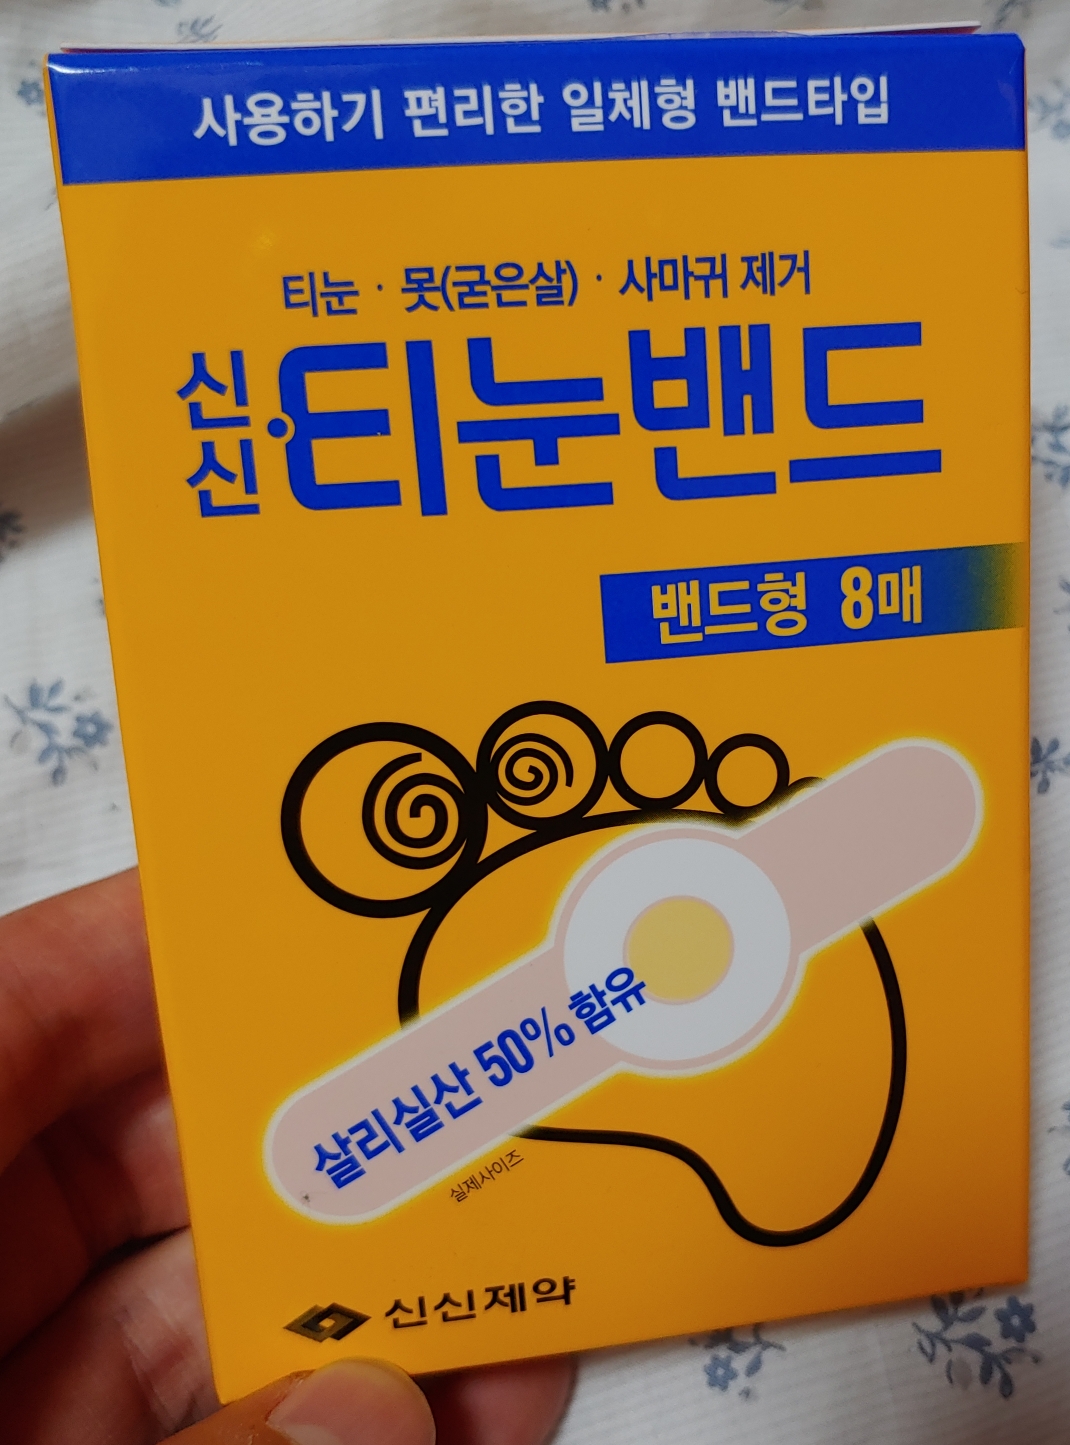 사용하기 편리한 일체형 밴드타입
티눈 · 못(굳은살) · 사마귀 제거
신신 티눈밴드
밴드형 8매
살리실산 50% 함유
실제사이즈
신신제약